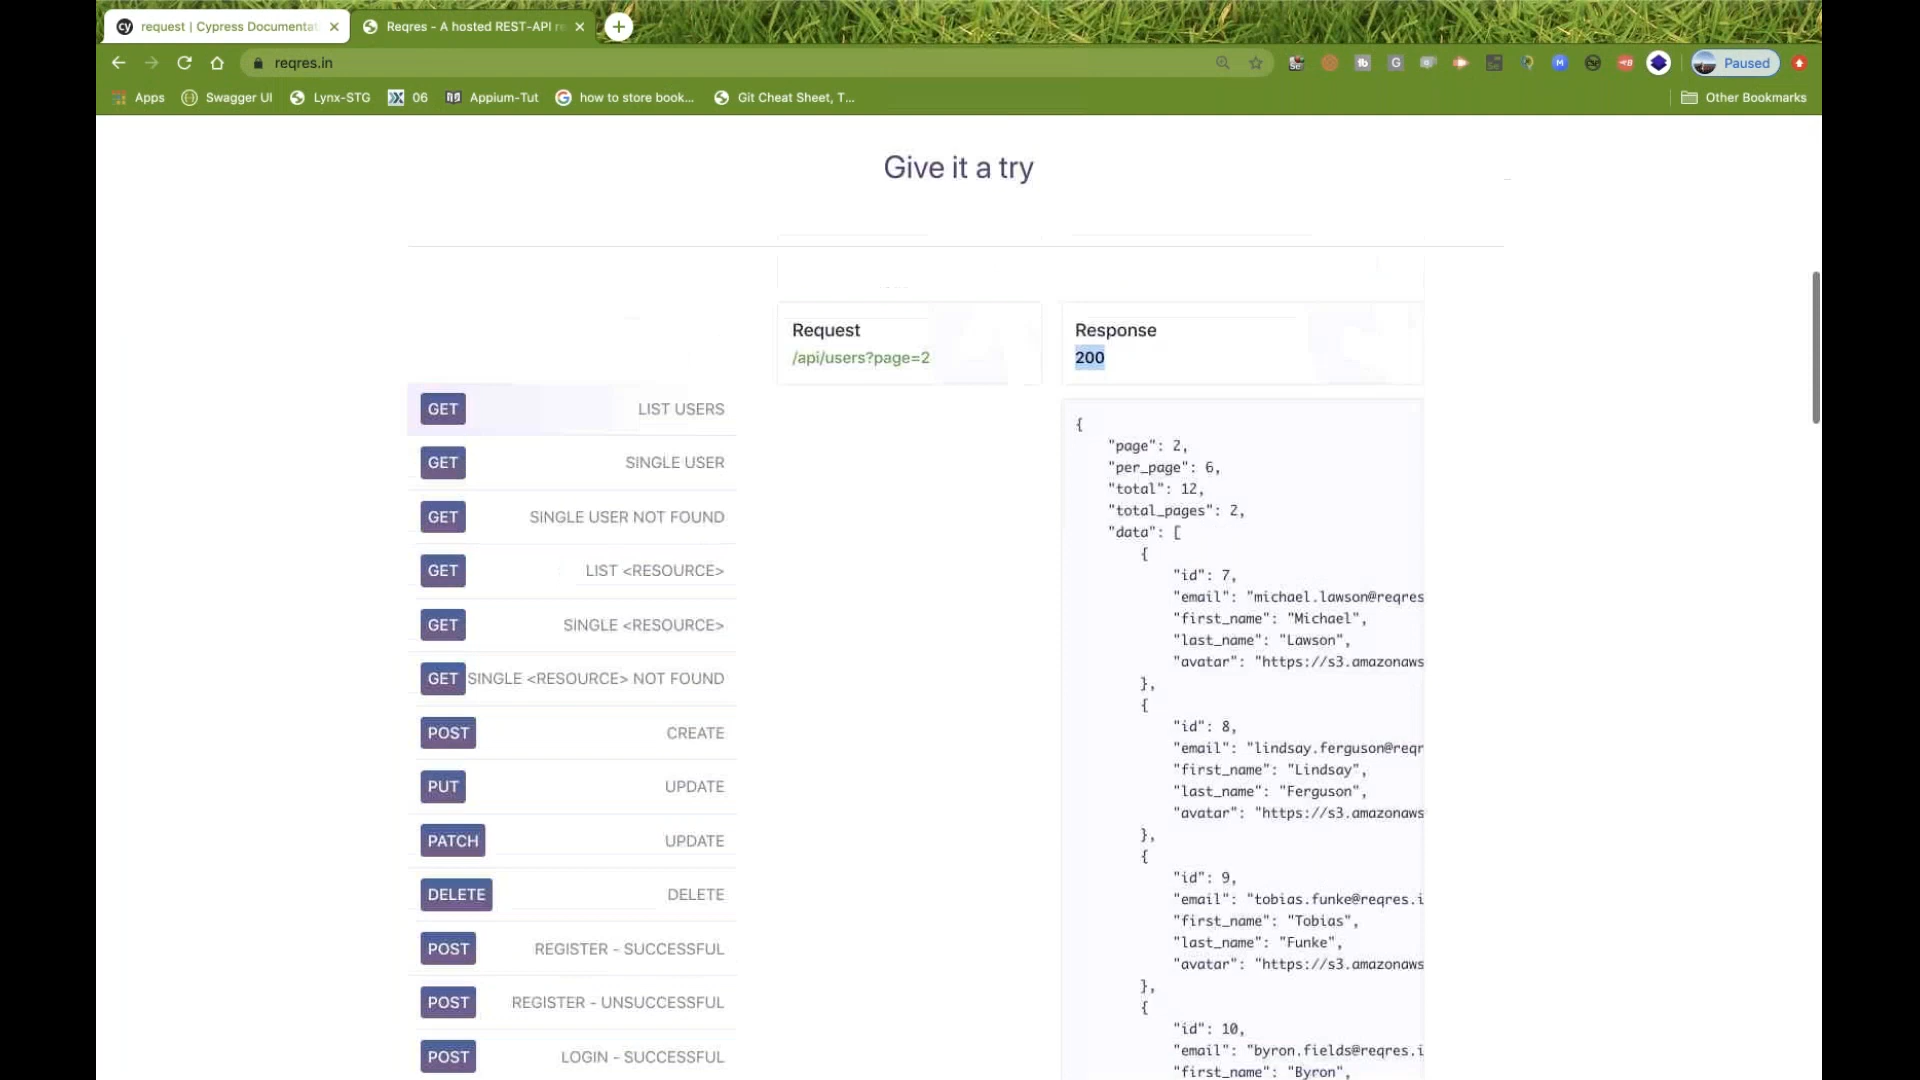 request | Cypress Documentat
Reqres - A hosted REST-API re
reqres.in
Paused
Apps
Swagger UI
Lynx-STG
06
Appium-Tut
how to store book...
Git Cheat Sheet, T...
Other Bookmarks
Give it a try
Request
/api/users?page=2
Response
200
GET LIST USERS
GET SINGLE USER
GET SINGLE USER NOT FOUND
GET LIST <RESOURCE>
GET SINGLE <RESOURCE>
GET SINGLE <RESOURCE> NOT FOUND
POST CREATE
PUT UPDATE
PATCH UPDATE
DELETE DELETE
POST REGISTER - SUCCESSFUL
POST REGISTER - UNSUCCESSFUL
POST LOGIN - SUCCESSFUL
{
"page": 2,
"per_page": 6,
"total": 12,
"total_pages": 2,
"data": [
{
"id": 7,
"email": "michael.lawson@reqres
"first_name": "Michael",
"last_name": "Lawson",
"avatar": "https://s3.amazonaws
},
{
"id": 8,
"email": "lindsay.ferguson@reqr
"first_name": "Lindsay",
"last_name": "Ferguson",
"avatar": "https://s3.amazonaws
},
{
"id": 9,
"email": "tobias.funke@reqres.i
"first_name": "Tobias",
"last_name": "Funke",
"avatar": "https://s3.amazonaws
},
{
"id": 10,
"email": "byron.fields@reqres.i
"first_name": "Byron",